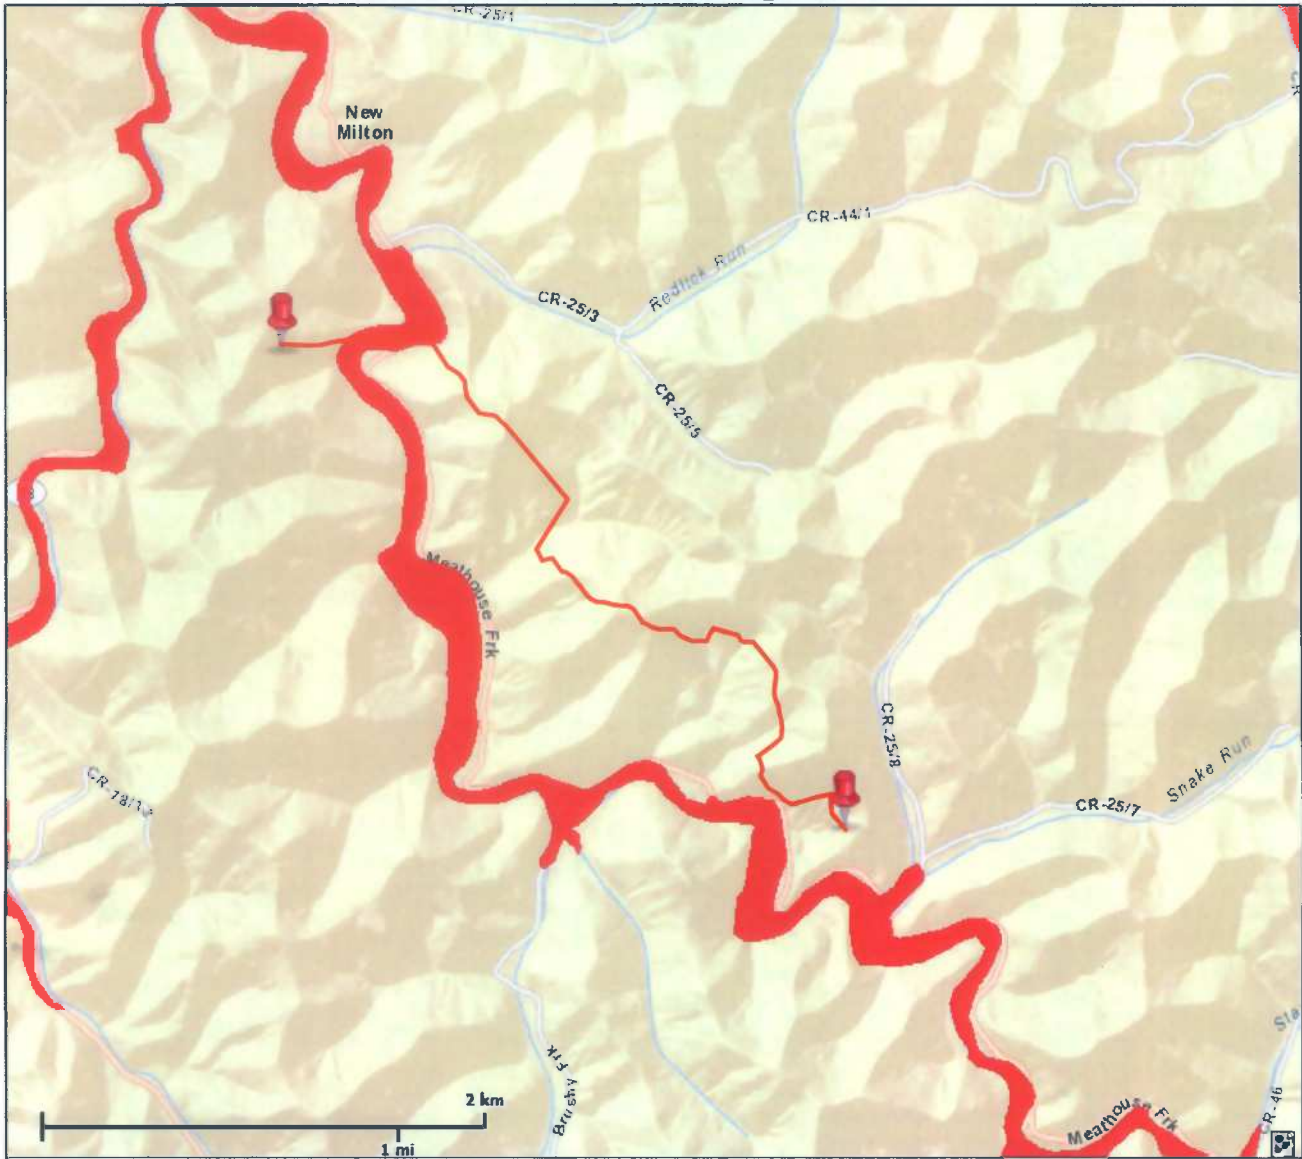 CR-25/1
New
Milton
CR-44/1
Redlick Run
CR-25/3
CR-25/5
Meathouse Frk
CR-25/8
Snake Run
CR-25/7
2 km
1 mi
Brushy Frk
Meathouse Frk
CR-46